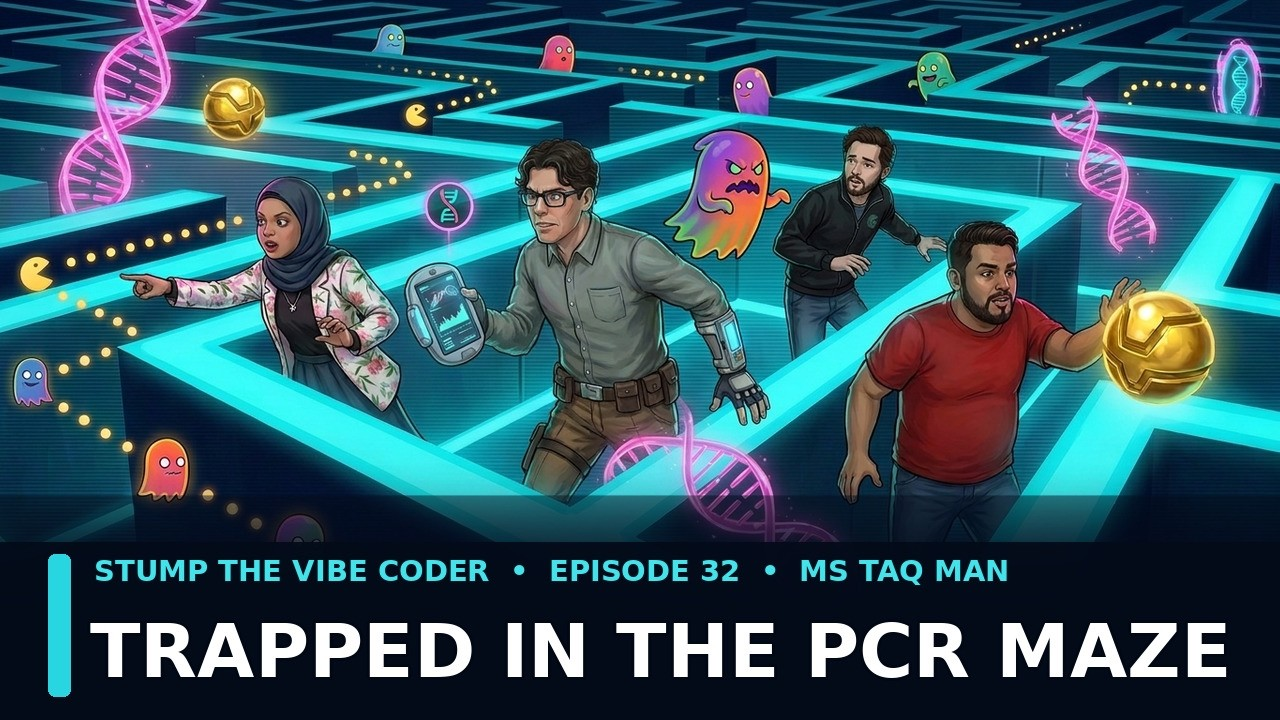 STUMP THE VIBE CODER • EPISODE 32 • MS TAQ MAN
TRAPPED IN THE PCR MAZE